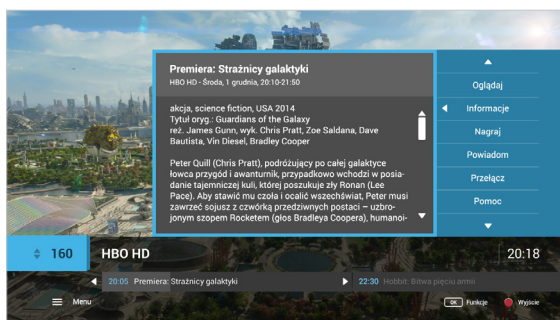 Premiera: Strażnicy galaktyki
HBO HD - Środa, 1 grudnia, 20:10-21:50
akcja, science fiction, USA 2014
Tytuł oryg.: Guardians of the Galaxy
reż. James Gunn, wyk. Chris Pratt, Zoe Saldana, Dave
Bautista, Vin Diesel, Bradley Cooper
Peter Quill (Chris Pratt), podróżujący po całej galaktyce
łowca przygód i awanturnik, przypadkowo wchodzi w posia-
danie tajemniczej kuli, której poszukuje zły Ronan (Lee
Pace). Aby stawić mu czoła i ocalić wszechświat, Peter musi
zawrzeć sojusz z czwórką przedziwnych postaci – uzbro-
jonym szopem Rocketem (głos Bradleya Coopera), humanoi-
Oglądaj
Informacje
Nagraj
Powiadom
Przełącz
Pomoc
160 HBO HD 20:18
20:05 Premiera: Strażnicy galaktyki 22:30 Hobbit: Bitwa pięciu armii
Menu OK Funkcje Wyjście